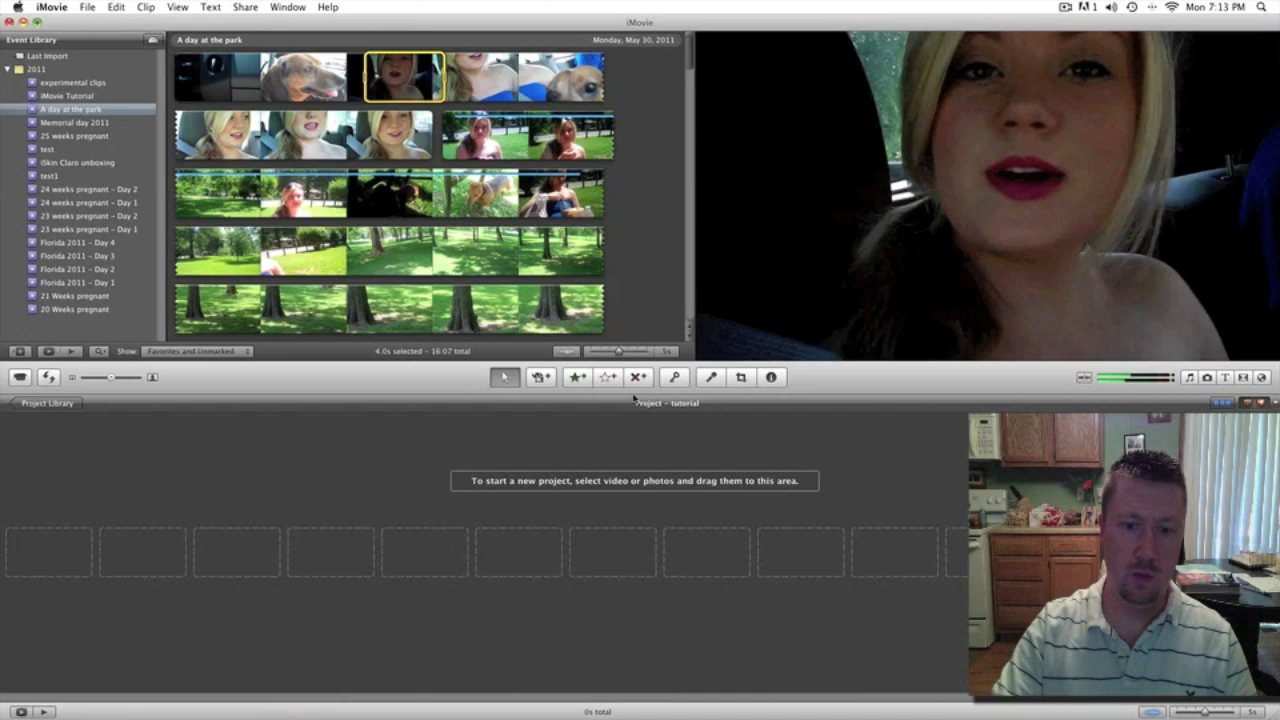 iMovie File Edit Clip View Text Share Window Help
1 Mon 7:13 PM
iMovie
Event Library
A day at the park
Monday, May 30, 2011
Last Import
2011
experimental clips
iMovie Tutorial
A day at the park
Memorial day 2011
25 weeks pregnant
test
iSkin Claro unboxing
test1
24 weeks pregnant - Day 2
24 weeks pregnant - Day 1
23 weeks pregnant - Day 2
23 weeks pregnant - Day 1
Florida 2011 - Day 4
Florida 2011 - Day 3
Florida 2011 - Day 2
Florida 2011 - Day 1
21 Weeks pregnant
20 Weeks pregnant
Show: Favorites and Unmarked
4.0s selected - 16:07 total
5s
Project Library
Project - tutorial
To start a new project, select video or photos and drag them to this area.
0s total
5s